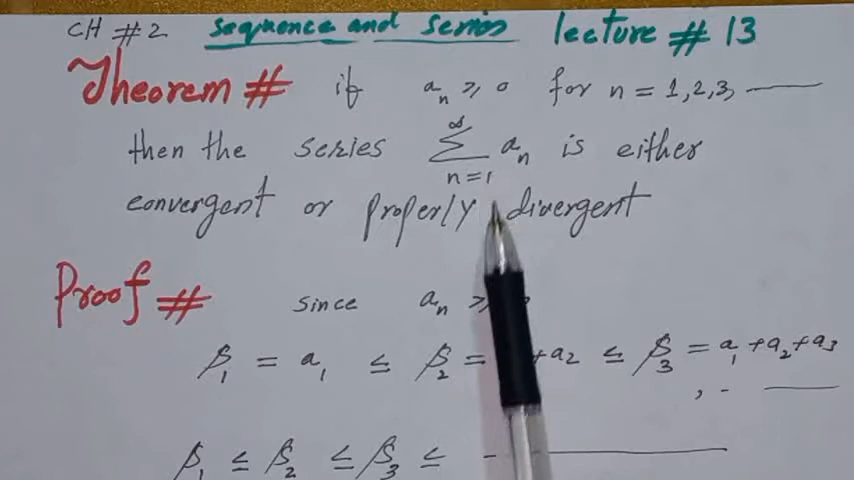 CH #2 Sequence and Series lecture # 13
Theorem # if aₙ ⩾ 0 for n = 1,2,3, ——
then the series ∑_{n=1}^{∞} aₙ is either
convergent or properly divergent
Proof # since aₙ ⩾
𝒮₁ = a₁ ≤ 𝒮₂ = +a₂ ≤ 𝒮₃ = a₁+a₂+a₃
, - ——
𝒮₁ ≤ 𝒮₂ ≤ 𝒮₃ ≤ - ————